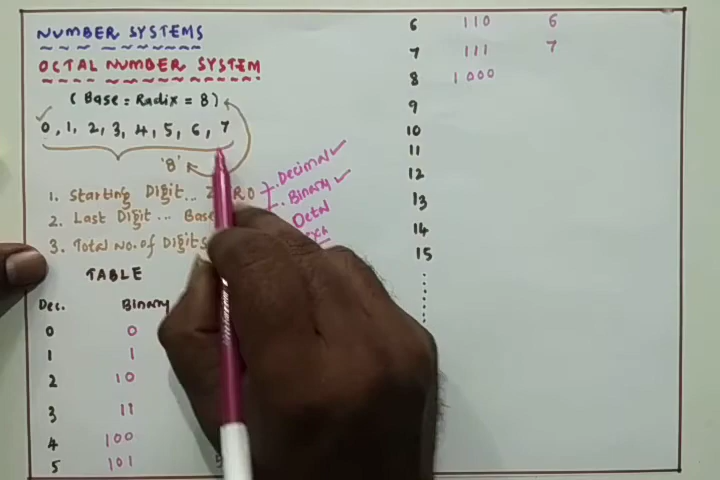 NUMBER SYSTEMS
OCTAL NUMBER SYSTEM
(Base = Radix = 8)
0, 1, 2, 3, 4, 5, 6, 7
'8'
1. Starting Digit...
2. Last Digit ... Base
3. Total No. of Digits
Decimal ✓
Binary ✓
Octal
TABLE
Dec. Binary
0 0
1 1
2 10
3 11
4 100
5 101
6 110 6
7 111 7
8 1000
9
10
11
12
13
14
15